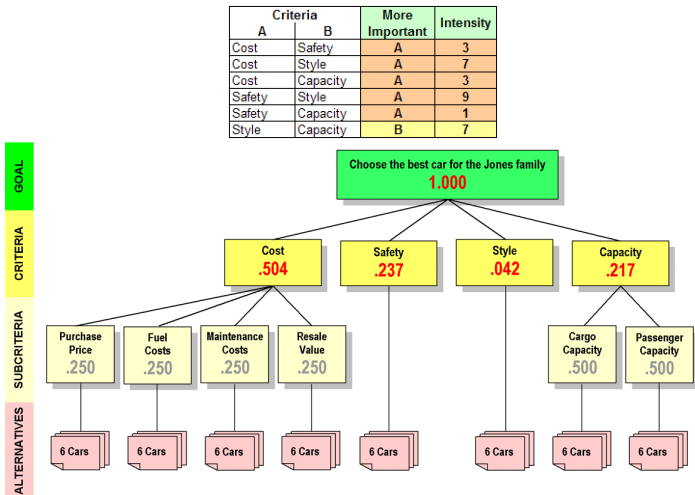 Criteria More Intensity
A B Important
Cost Safety A 3
Cost Style A 7
Cost Capacity A 3
Safety Style A 9
Safety Capacity A 1
Style Capacity B 7
GOAL
Choose the best car for the Jones family
1.000
CRITERIA
Cost
.504
Safety
.237
Style
.042
Capacity
.217
SUBCRITERIA
Purchase
Price
.250
Fuel
Costs
.250
Maintenance
Costs
.250
Resale
Value
.250
Cargo
Capacity
.500
Passenger
Capacity
.500
ALTERNATIVES
6 Cars
6 Cars
6 Cars
6 Cars
6 Cars
6 Cars
6 Cars
6 Cars